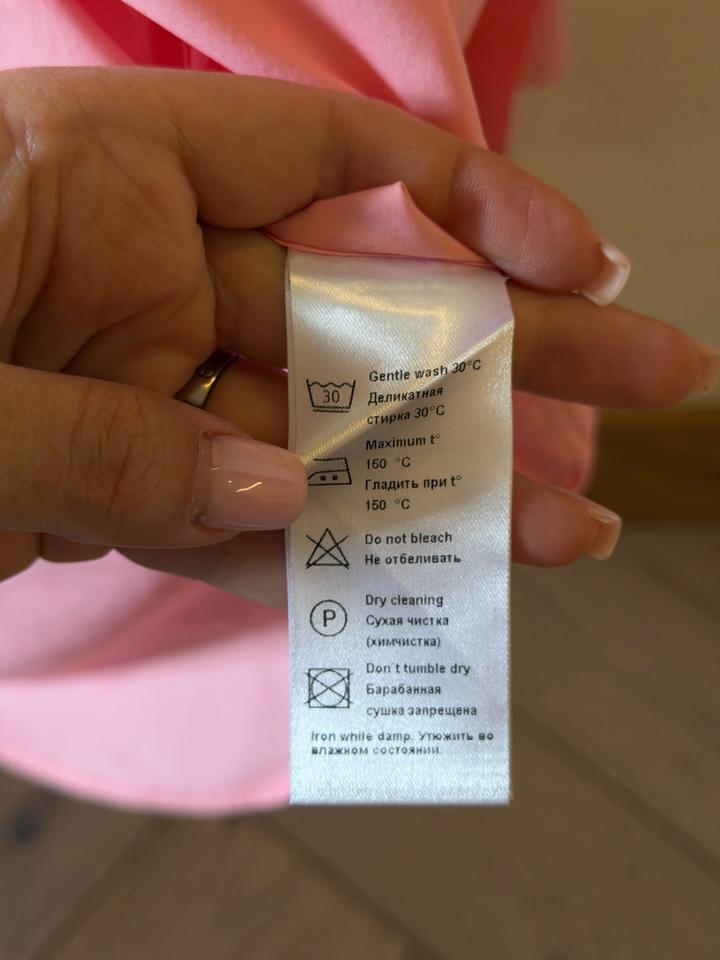 30
Gentle wash 30°C
Деликатная
стирка 30°C
Maximum t°
150 °C
Гладить при t°
150 °C
Do not bleach
Не отбеливать
P
Dry cleaning
Сухая чистка
(химчистка)
Don't tumble dry
Барабанная
сушка запрещена
Iron while damp. Утюжить во
влажном состоянии.